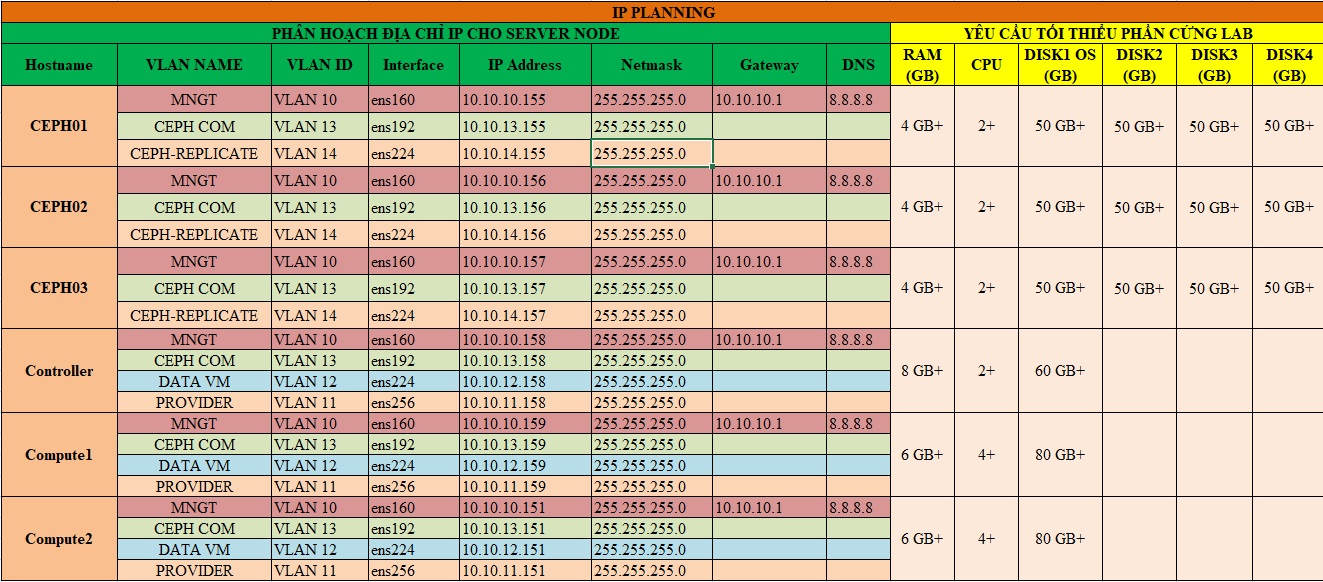 IP PLANNING
PHÂN HOẠCH ĐỊA CHỈ IP CHO SERVER NODE YÊU CẦU TỐI THIỂU PHẦN CỨNG LAB
Hostname VLAN NAME VLAN ID Interface IP Address Netmask Gateway DNS RAM (GB) CPU DISK1 OS (GB) DISK2 (GB) DISK3 (GB) DISK4 (GB)
CEPH01 MNGT VLAN 10 ens160 10.10.10.155 255.255.255.0 10.10.10.1 8.8.8.8 4 GB+ 2+ 50 GB+ 50 GB+ 50 GB+ 50 GB+
CEPH COM VLAN 13 ens192 10.10.13.155 255.255.255.0
CEPH-REPLICATE VLAN 14 ens224 10.10.14.155 255.255.255.0
CEPH02 MNGT VLAN 10 ens160 10.10.10.156 255.255.255.0 10.10.10.1 8.8.8.8 4 GB+ 2+ 50 GB+ 50 GB+ 50 GB+ 50 GB+
CEPH COM VLAN 13 ens192 10.10.13.156 255.255.255.0
CEPH-REPLICATE VLAN 14 ens224 10.10.14.156 255.255.255.0
CEPH03 MNGT VLAN 10 ens160 10.10.10.157 255.255.255.0 10.10.10.1 8.8.8.8 4 GB+ 2+ 50 GB+ 50 GB+ 50 GB+ 50 GB+
CEPH COM VLAN 13 ens192 10.10.13.157 255.255.255.0
CEPH-REPLICATE VLAN 14 ens224 10.10.14.157 255.255.255.0
Controller MNGT VLAN 10 ens160 10.10.10.158 255.255.255.0 10.10.10.1 8.8.8.8 8 GB+ 2+ 60 GB+
CEPH COM VLAN 13 ens192 10.10.13.158 255.255.255.0
DATA VM VLAN 12 ens224 10.10.12.158 255.255.255.0
PROVIDER VLAN 11 ens256 10.10.11.158 255.255.255.0
Compute1 MNGT VLAN 10 ens160 10.10.10.159 255.255.255.0 10.10.10.1 8.8.8.8 6 GB+ 4+ 80 GB+
CEPH COM VLAN 13 ens192 10.10.13.159 255.255.255.0
DATA VM VLAN 12 ens224 10.10.12.159 255.255.255.0
PROVIDER VLAN 11 ens256 10.10.11.159 255.255.255.0
Compute2 MNGT VLAN 10 ens160 10.10.10.151 255.255.255.0 10.10.10.1 8.8.8.8 6 GB+ 4+ 80 GB+
CEPH COM VLAN 13 ens192 10.10.13.151 255.255.255.0
DATA VM VLAN 12 ens224 10.10.12.151 255.255.255.0
PROVIDER VLAN 11 ens256 10.10.11.151 255.255.255.0